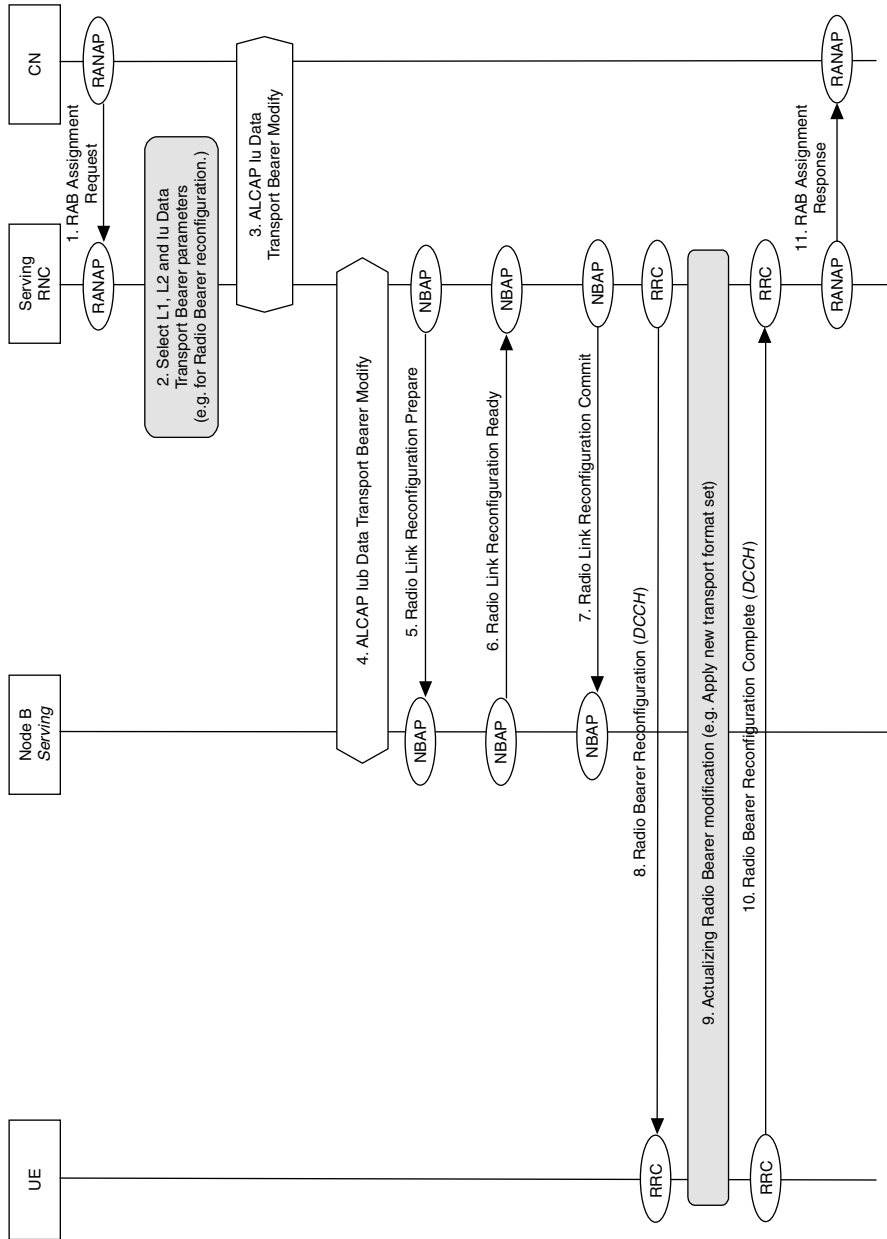 UE
Node B
Serving
Serving
RNC
CN
1. RAB Assignment
Request
RANAP
RANAP
2. Select L1, L2 and Iu Data
Transport Bearer parameters
(e.g. for Radio Bearer reconfiguration.)
3. ALCAP Iu Data
Transport Bearer Modify
4. ALCAP Iub Data Transport Bearer Modify
NBAP
5. Radio Link Reconfiguration Prepare
NBAP
NBAP
6. Radio Link Reconfiguration Ready
NBAP
NBAP
7. Radio Link Reconfiguration Commit
NBAP
RRC
8. Radio Bearer Reconfiguration (DCCH)
RRC
9. Actualizing Radio Bearer modification (e.g. Apply new transport format set)
RRC
10. Radio Bearer Reconfiguration Complete (DCCH)
RRC
11. RAB Assignment
Response
RANAP
RANAP